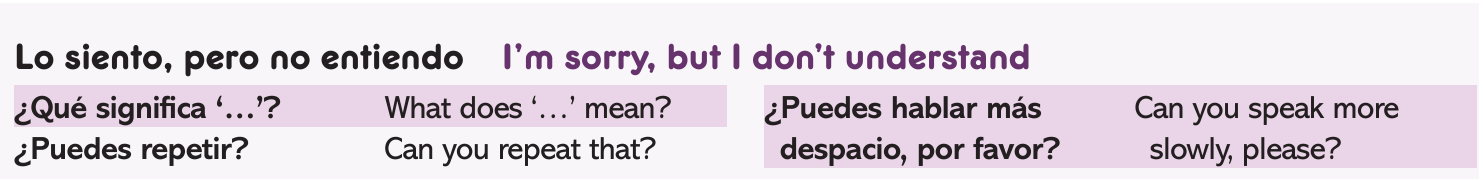 Lo siento, pero no entiendo I'm sorry, but I don't understand
¿Qué significa ‘…’? What does ‘…’ mean?
¿Puedes repetir? Can you repeat that?
¿Puedes hablar más Can you speak more
despacio, por favor? slowly, please?